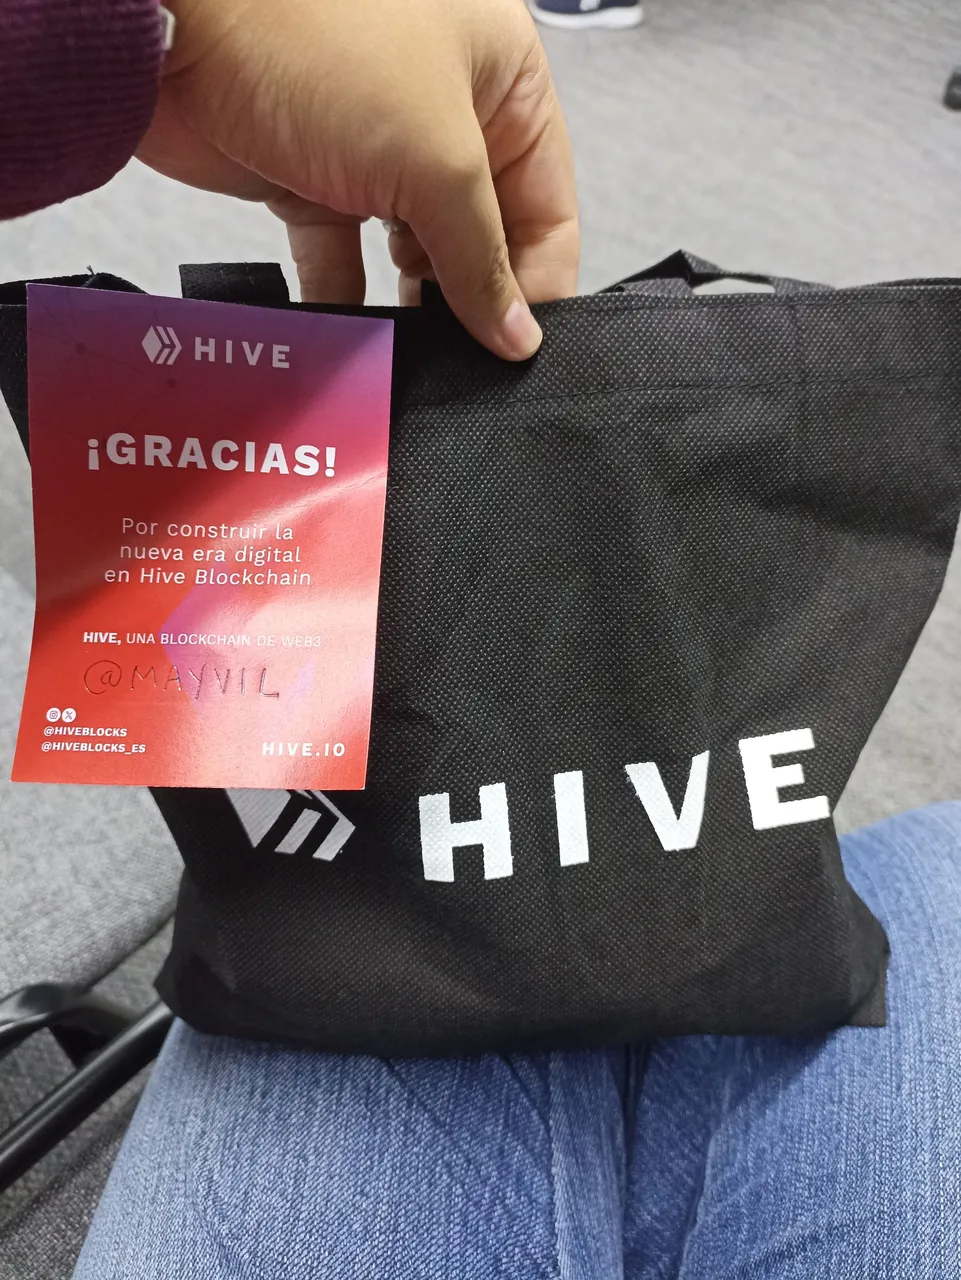 HIVE
¡GRACIAS!
Por construir la
nueva era digital
en Hive Blockchain
HIVE, UNA BLOCKCHAIN DE WEB3
@MAYVIL
@HIVEBLOCKS
@HIVEBLOCKS_ES
HIVE.IO
HIVE